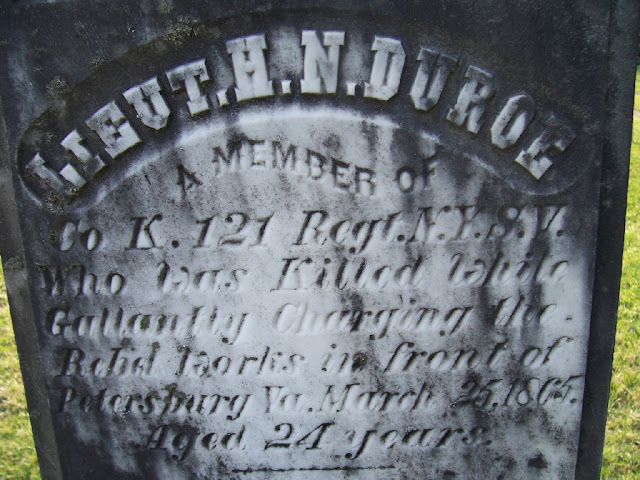 LIEUT. H. N. DUROE
A MEMBER OF
Co K. 121 Regt. N.Y.S.V.
Who was Killed while
Gallantly Charging the
Rebel works in front of
Petersburg Va. March 25, 1865.
Aged 24 years.